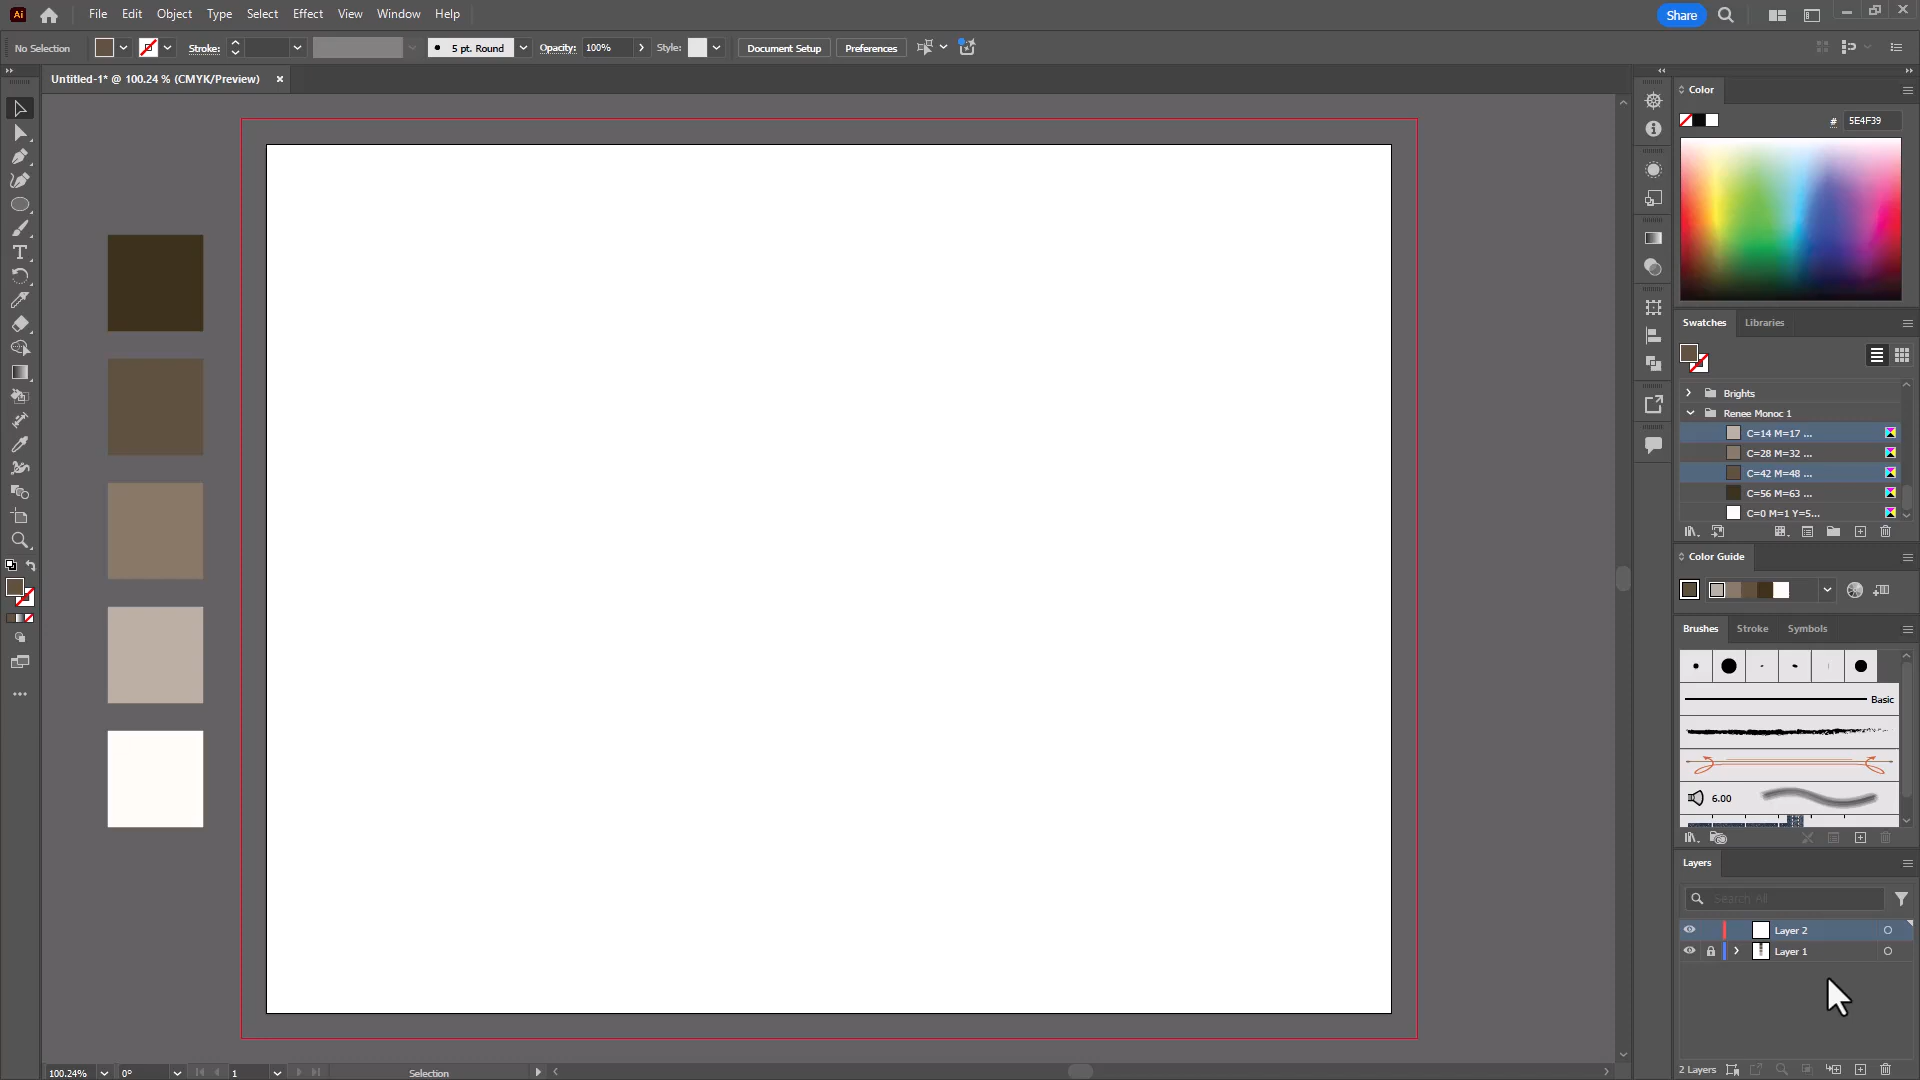 Ai
File Edit Object Type Select Effect View Window Help
Share
No Selection
Stroke:
5 pt. Round
Opacity: 100%
Style:
Document Setup
Preferences
Untitled-1* @ 100.24 % (CMYK/Preview)
Color
# 5E4F39
Swatches Libraries
Brights
Renee Monoc 1
C=14 M=17 ...
C=28 M=32 ...
C=42 M=48 ...
C=56 M=63 ...
C=0 M=1 Y=5...
Color Guide
Brushes Stroke Symbols
Basic
6.00
Layers
Search All
Layer 2
Layer 1
2 Layers
100.24% 0° 1 Selection